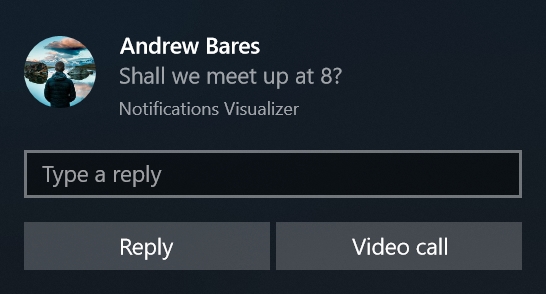 Andrew Bares
Shall we meet up at 8?
Notifications Visualizer
Type a reply
Reply
Video call